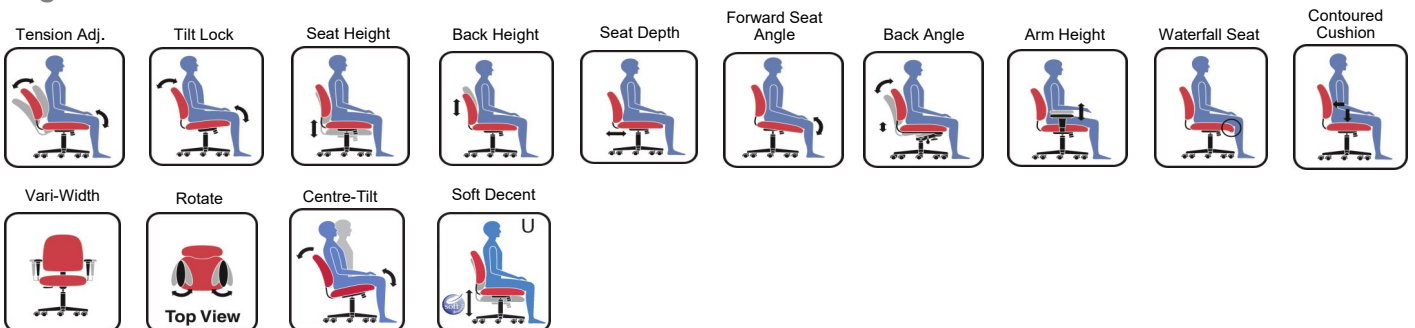 Tension Adj.
Tilt Lock
Seat Height
Back Height
Seat Depth
Forward Seat
Angle
Back Angle
Arm Height
Waterfall Seat
Contoured
Cushion
Vari-Width
Rotate
Top View
Centre-Tilt
Soft Decent
U
soft